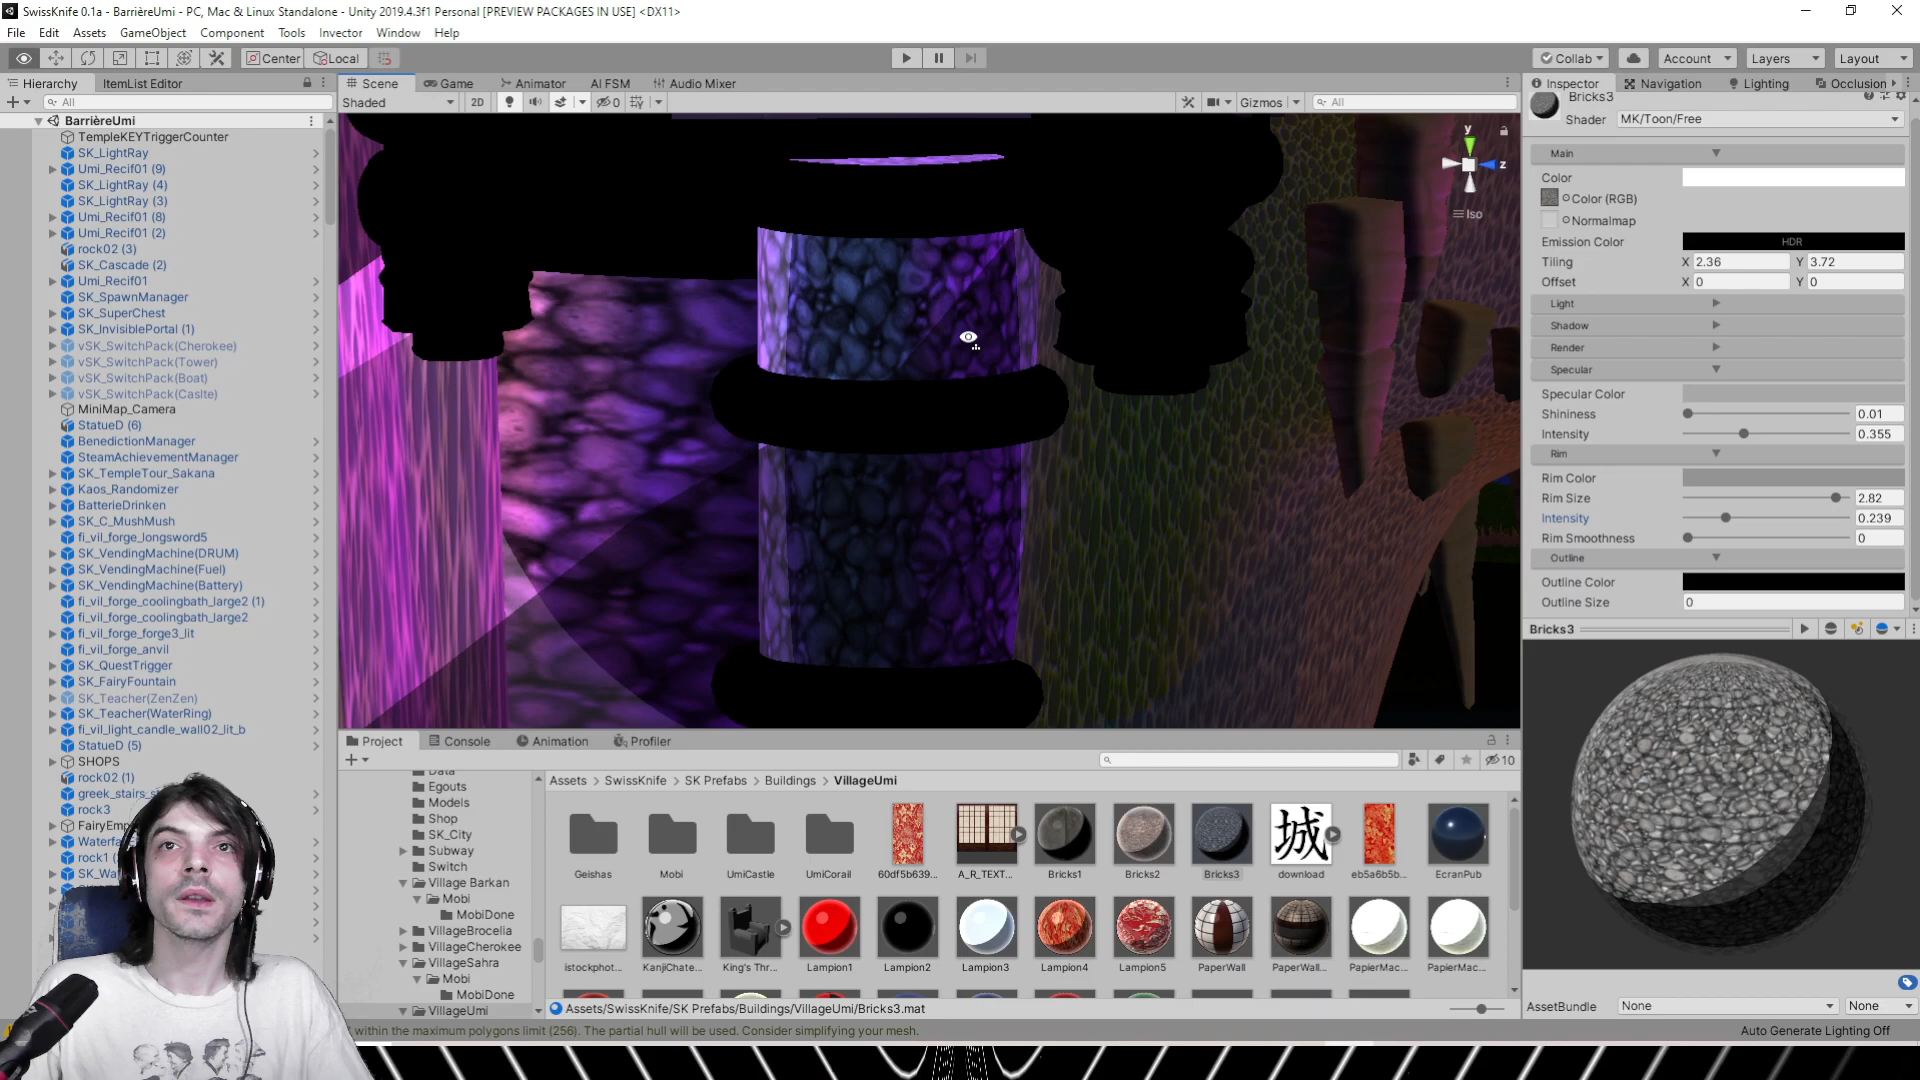 SwissKnife 0.1a - BarrièreUmi - PC, Mac & Linux Standalone - Unity 2019.4.3f1 Personal [PREVIEW PACKAGES IN USE] <DX11>
File Edit Assets GameObject Component Tools Invector Window Help
Center Local Collab Account Layers Layout
Hierarchy ItemList Editor
All
BarrièreUmi
TempleKEYTriggerCounter
SK_LightRay
Umi_Recif01 (9)
SK_LightRay (4)
SK_LightRay (3)
Umi_Recif01 (8)
Umi_Recif01 (2)
rock02 (3)
SK_Cascade (2)
Umi_Recif01
SK_SpawnManager
SK_SuperChest
SK_InvisiblePortal (1)
vSK_SwitchPack(Cherokee)
vSK_SwitchPack(Tower)
vSK_SwitchPack(Boat)
vSK_SwitchPack(Caslte)
MiniMap_Camera
StatueD (6)
BenedictionManager
SteamAchievementManager
SK_TempleTour_Sakana
Kaos_Randomizer
BatterieDrinken
SK_C_MushMush
fi_vil_forge_longsword5
SK_VendingMachine(DRUM)
SK_VendingMachine(Fuel)
SK_VendingMachine(Battery)
fi_vil_forge_coolingbath_large2 (1)
fi_vil_forge_coolingbath_large2
fi_vil_forge_forge3_lit
fi_vil_forge_anvil
SK_QuestTrigger
SK_FairyFountain
SK_Teacher(ZenZen)
SK_Teacher(WaterRing)
fi_vil_light_candle_wall02_lit_b
StatueD (5)
SHOPS
rock02 (1)
greek_stairs_s
rock3
FairyEmp
Waterfa
rock1
SK_Wa
Scene Game Animator AI FSM Audio Mixer
Shaded 2D 0 Gizmos All
y
z
Iso
Inspector Navigation Lighting Occlusion
Bricks3
Shader MK/Toon/Free
Main
Color
Color (RGB)
Normalmap
Emission Color HDR
Tiling X 2.36 Y 3.72
Offset X 0 Y 0
Light
Shadow
Render
Specular
Specular Color
Shininess 0.01
Intensity 0.355
Rim
Rim Color
Rim Size 2.82
Intensity 0.239
Rim Smoothness 0
Outline
Outline Color
Outline Size 0
Bricks3
AssetBundle None None
Auto Generate Lighting Off
Project Console Animation Profiler
10
Data
Egouts
Models
Shop
SK_City
Subway
Switch
Village Barkan
Mobi
MobiDone
VillageBrocelia
VillageCherokee
VillageSahra
Mobi
MobiDone
VillageUmi
Assets > SwissKnife > SK Prefabs > Buildings > VillageUmi
城
Geishas Mobi UmiCastle UmiCorail 60df5b639... A_R_TEXT... Bricks1 Bricks2 Bricks3 download eb5a6b5b... EcranPub
istockphot... KanjiChate... King's Thr... Lampion1 Lampion2 Lampion3 Lampion4 Lampion5 PaperWall PaperWall... PapierMac... PapierMac...
Assets/SwissKnife/SK Prefabs/Buildings/VillageUmi/Bricks3.mat
within the maximum polygons limit (256). The partial hull will be used. Consider simplifying your mesh.